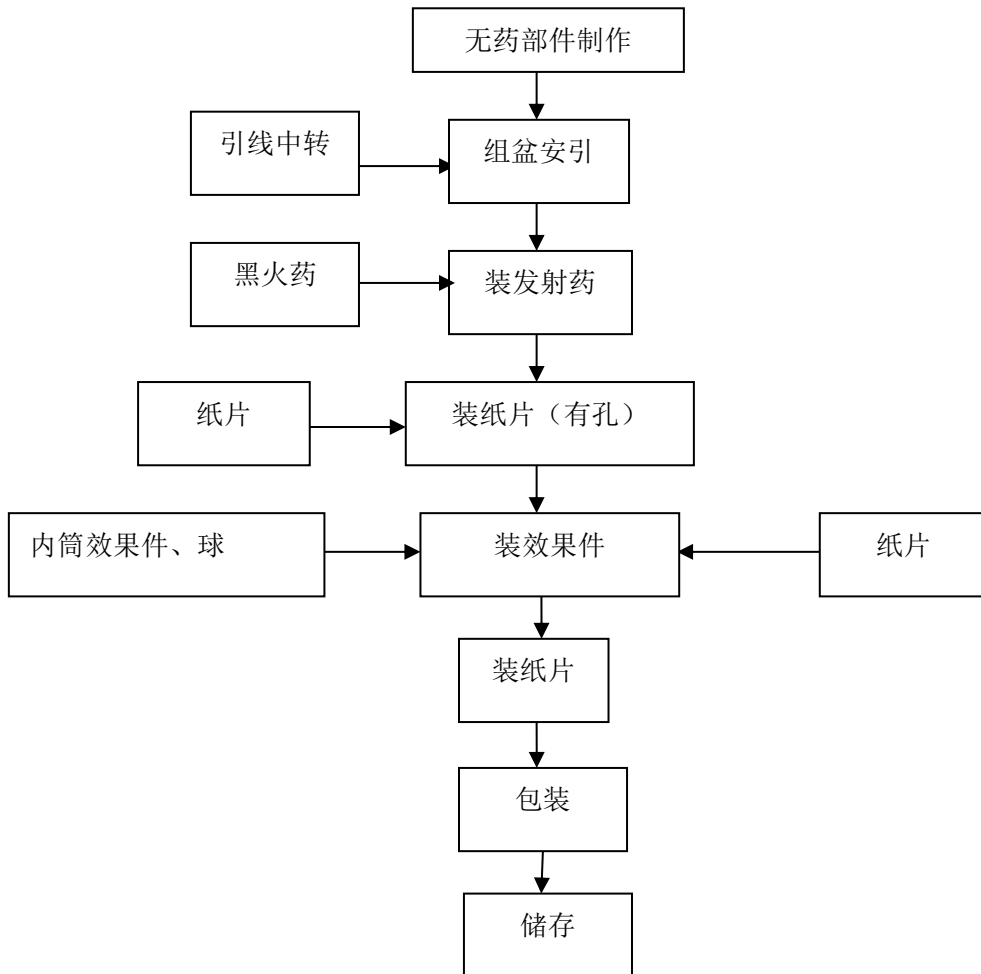 无药部件制作
引线中转
组盆安引
黑火药
装发射药
纸片
装纸片（有孔）
内筒效果件、球
装效果件
纸片
装纸片
包装
储存